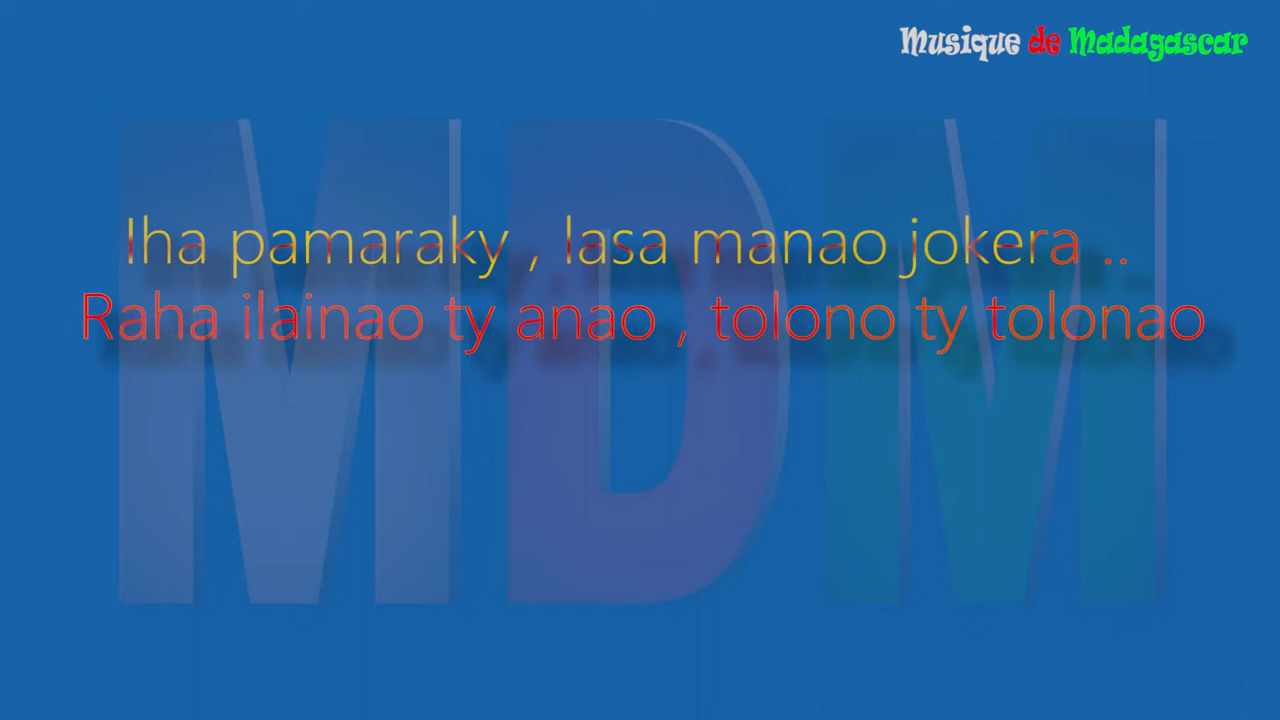 Musique de Madagascar
MDM
Iha pamaraky , lasa manao jokera ..
Raha ilainao ty anao , tolono ty tolonao